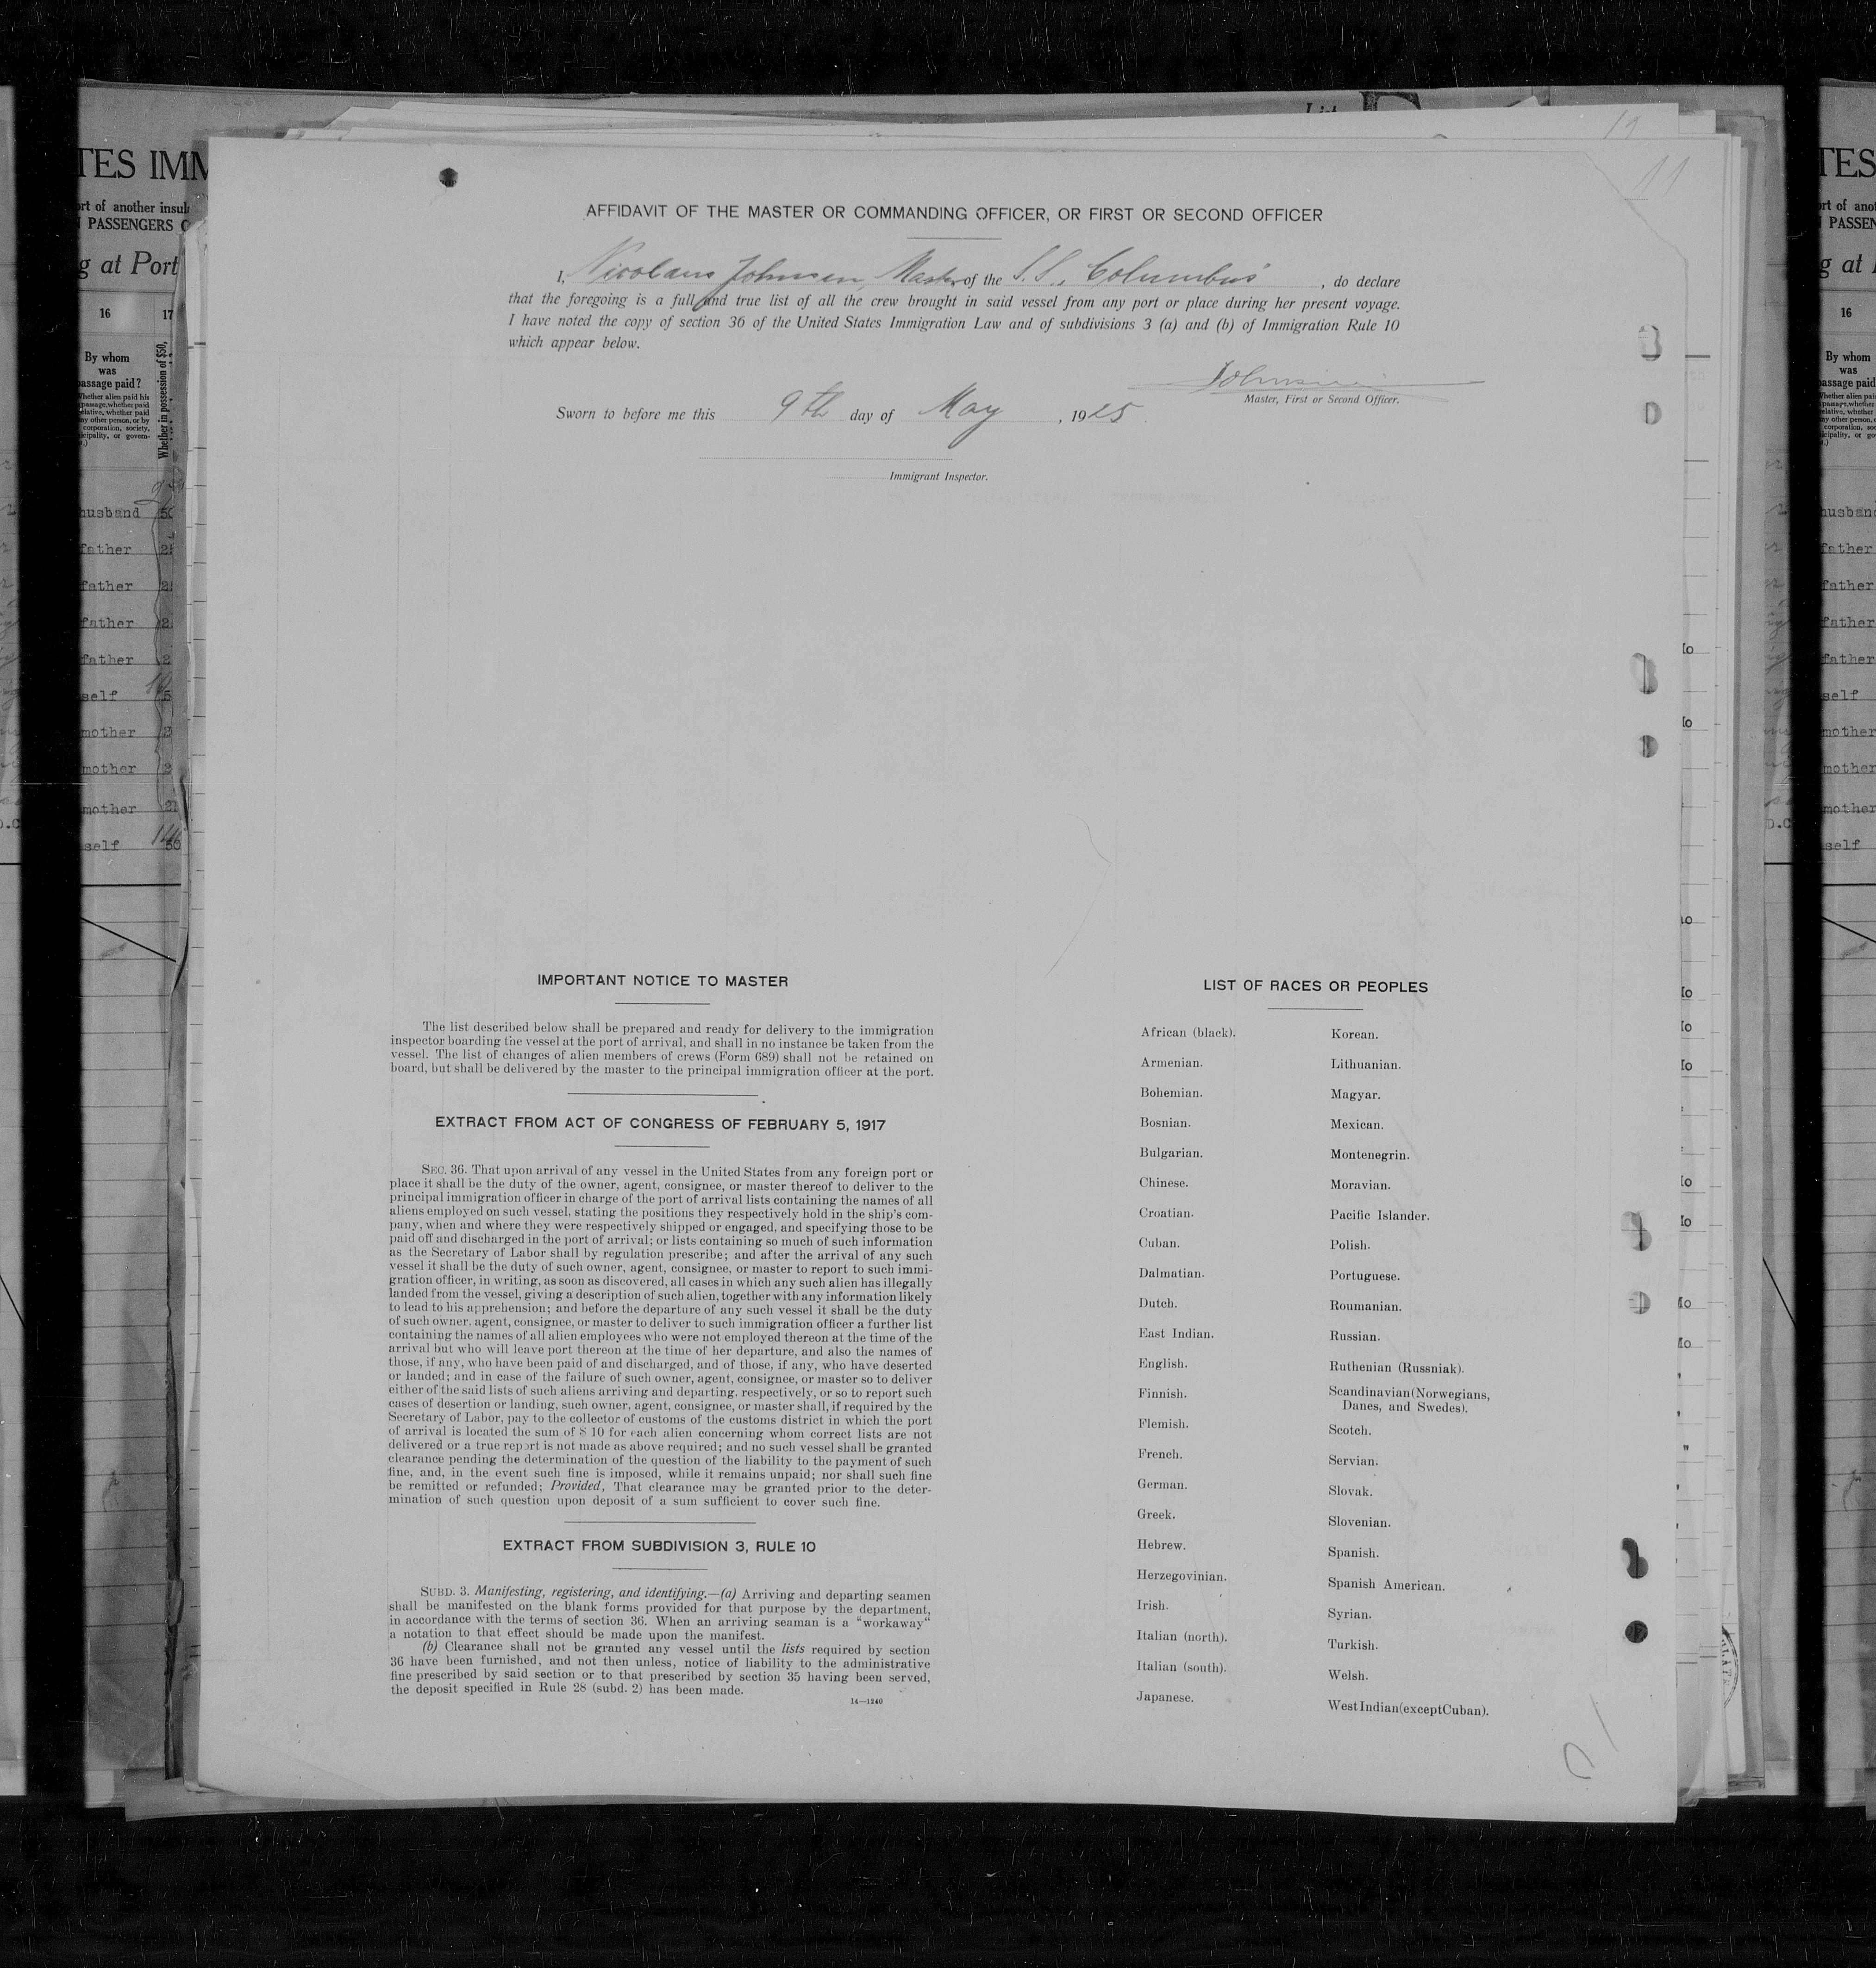 11
AFFIDAVIT OF THE MASTER OR COMMANDING OFFICER, OR FIRST OR SECOND OFFICER
I, Nicolaus Johnsen, Master of the S.S. „Columbus" , do declare
that the foregoing is a full and true list of all the crew brought in said vessel from any port or place during her present voyage.
I have noted the copy of section 36 of the United States Immigration Law and of subdivisions 3 (a) and (b) of Immigration Rule 10
which appear below.
Johnsen
Master, First or Second Officer.
Sworn to before me this 9th day of May , 1925
Immigrant Inspector.
IMPORTANT NOTICE TO MASTER
The list described below shall be prepared and ready for delivery to the immigration
inspector boarding the vessel at the port of arrival, and shall in no instance be taken from the
vessel. The list of changes of alien members of crews (Form 689) shall not be retained on
board, but shall be delivered by the master to the principal immigration officer at the port.
EXTRACT FROM ACT OF CONGRESS OF FEBRUARY 5, 1917
SEC. 36. That upon arrival of any vessel in the United States from any foreign port or
place it shall be the duty of the owner, agent, consignee, or master thereof to deliver to the
principal immigration officer in charge of the port of arrival lists containing the names of all
aliens employed on such vessel, stating the positions they respectively hold in the ship's com-
pany, when and where they were respectively shipped or engaged, and specifying those to be
paid off and discharged in the port of arrival; or lists containing so much of such information
as the Secretary of Labor shall by regulation prescribe; and after the arrival of any such
vessel it shall be the duty of such owner, agent, consignee, or master to report to such immi-
gration officer, in writing, as soon as discovered, all cases in which any such alien has illegally
landed from the vessel, giving a description of such alien, together with any information likely
to lead to his apprehension; and before the departure of any such vessel it shall be the duty
of such owner, agent, consignee, or master to deliver to such immigration officer a further list
containing the names of all alien employees who were not employed thereon at the time of the
arrival but who will leave port thereon at the time of her departure, and also the names of
those, if any, who have been paid of and discharged, and of those, if any, who have deserted
or landed; and in case of the failure of such owner, agent, consignee, or master so to deliver
either of the said lists of such aliens arriving and departing, respectively, or so to report such
cases of desertion or landing, such owner, agent, consignee, or master shall, if required by the
Secretary of Labor, pay to the collector of customs of the customs district in which the port
of arrival is located the sum of $ 10 for each alien concerning whom correct lists are not
delivered or a true report is not made as above required; and no such vessel shall be granted
clearance pending the determination of the question of the liability to the payment of such
fine, and, in the event such fine is imposed, while it remains unpaid; nor shall such fine
be remitted or refunded; Provided, That clearance may be granted prior to the deter-
mination of such question upon deposit of a sum sufficient to cover such fine.
EXTRACT FROM SUBDIVISION 3, RULE 10
SUBD. 3. Manifesting, registering, and identifying.—(a) Arriving and departing seamen
shall be manifested on the blank forms provided for that purpose by the department,
in accordance with the terms of section 36. When an arriving seaman is a “workaway“
a notation to that effect should be made upon the manifest.
(b) Clearance shall not be granted any vessel until the lists required by section
36 have been furnished, and not then unless, notice of liability to the administrative
fine prescribed by said section or to that prescribed by section 35 having been served,
the deposit specified in Rule 28 (subd. 2) has been made.
14—1240
LIST OF RACES OR PEOPLES
African (black).
Armenian.
Bohemian.
Bosnian.
Bulgarian.
Chinese.
Croatian.
Cuban.
Dalmatian.
Dutch.
East Indian.
English.
Finnish.
Flemish.
French.
German.
Greek.
Hebrew.
Herzegovinian.
Irish.
Italian (north).
Italian (south).
Japanese.
Korean.
Lithuanian.
Magyar.
Mexican.
Montenegrin.
Moravian.
Pacific Islander.
Polish.
Portuguese.
Roumanian.
Russian.
Ruthenian (Russniak).
Scandinavian (Norwegians,
Danes, and Swedes).
Scotch.
Servian.
Slovak.
Slovenian.
Spanish.
Spanish American.
Syrian.
Turkish.
Welsh.
West Indian (except Cuban).
TES IMM
ort of another insul
PASSENGERS
g at Port
16
17
By whom
was
passage paid?
Whether in possession of $50,
husband
father
father
father
father
self
mother
mother
mother
self
TES
PASSEN
g at
16
By whom
was
assage paid
husband
father
father
father
father
self
mother
mother
mother
self